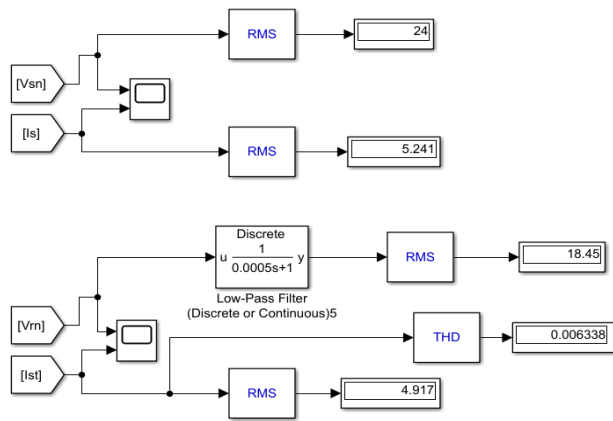 RMS
24
[Vsn]
[Is]
RMS
5.241
Discrete
u 1 y
0.0005s+1
RMS
18.45
Low-Pass Filter
(Discrete or Continuous)5
[Vrn]
THD
0.006338
[Ist]
RMS
4.917